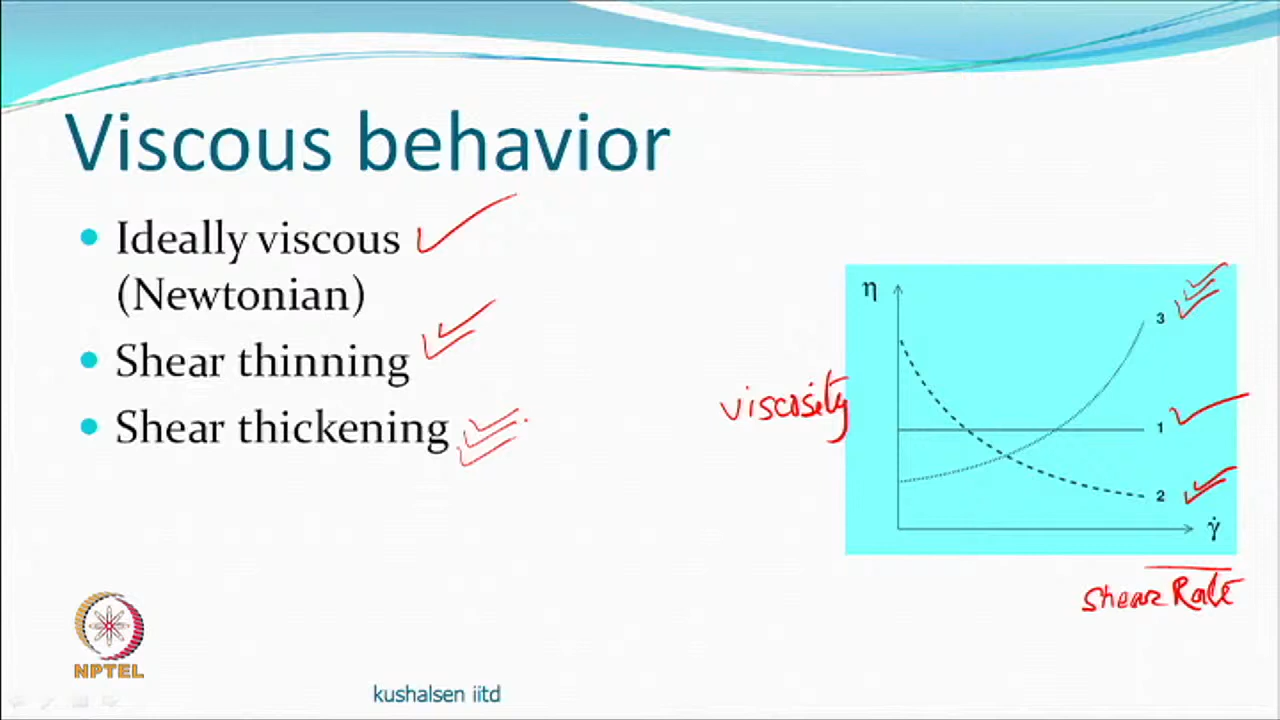 Viscous behavior
Ideally viscous
(Newtonian)
Shear thinning
Shear thickening
η
3
viscosity
1
2
γ̇
Shear Rate
NPTEL
kushalsen iitd